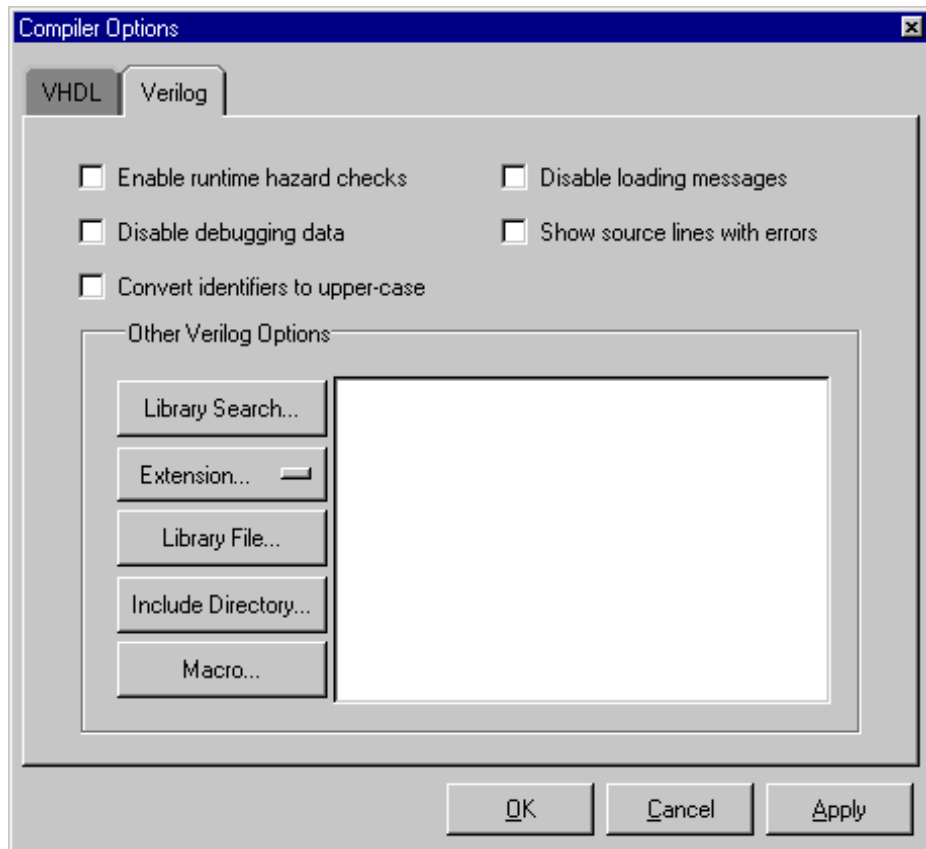 Compiler Options
VHDL Verilog
Enable runtime hazard checks Disable loading messages
Disable debugging data Show source lines with errors
Convert identifiers to upper-case
Other Verilog Options
Library Search...
Extension...
Library File...
Include Directory...
Macro...
OK Cancel Apply